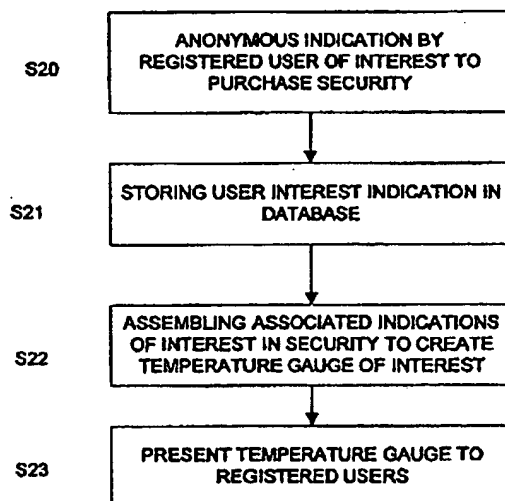 S20
ANONYMOUS INDICATION BY
REGISTERED USER OF INTEREST TO
PURCHASE SECURITY
S21
STORING USER INTEREST INDICATION IN
DATABASE
S22
ASSEMBLING ASSOCIATED INDICATIONS
OF INTEREST IN SECURITY TO CREATE
TEMPERATURE GAUGE OF INTEREST
S23
PRESENT TEMPERATURE GAUGE TO
REGISTERED USERS